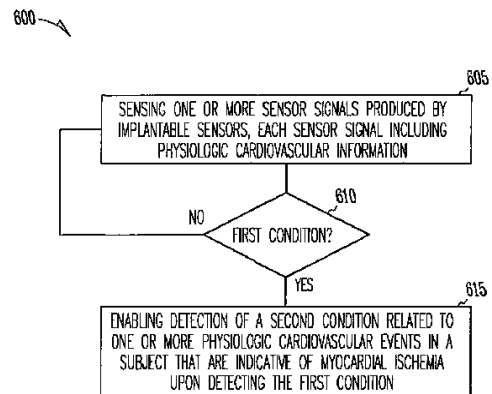 600
605
SENSING ONE OR MORE SENSOR SIGNALS PRODUCED BY
IMPLANTABLE SENSORS, EACH SENSOR SIGNAL INCLUDING
PHYSIOLOGIC CARDIOVASCULAR INFORMATION
610
NO
FIRST CONDITION?
YES
615
ENABLING DETECTION OF A SECOND CONDITION RELATED TO
ONE OR MORE PHYSIOLOGIC CARDIOVASCULAR EVENTS IN A
SUBJECT THAT ARE INDICATIVE OF MYOCARDIAL ISCHEMIA
UPON DETECTING THE FIRST CONDITION